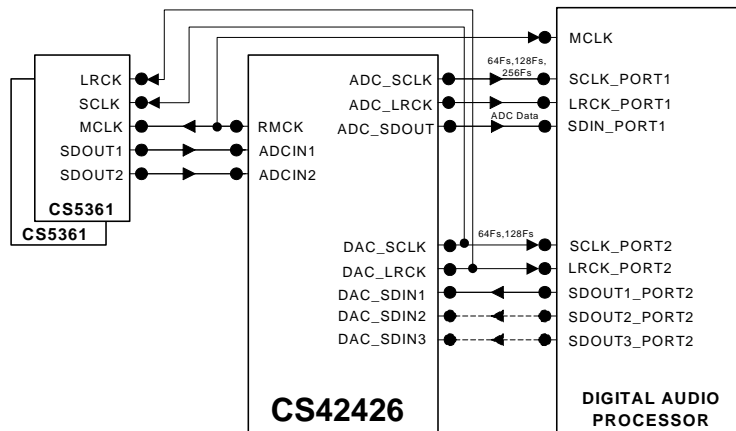 MCLK
64Fs,128Fs,
256Fs
LRCK
SCLK
MCLK
SDOUT1
SDOUT2
CS5361
CS5361
RMCK
ADCIN1
ADCIN2
ADC_SCLK
ADC_LRCK
ADC_SDOUT
ADC Data
SCLK_PORT1
LRCK_PORT1
SDIN_PORT1
DAC_SCLK
DAC_LRCK
DAC_SDIN1
DAC_SDIN2
DAC_SDIN3
64Fs,128Fs
SCLK_PORT2
LRCK_PORT2
SDOUT1_PORT2
SDOUT2_PORT2
SDOUT3_PORT2
CS42426
DIGITAL AUDIO
PROCESSOR